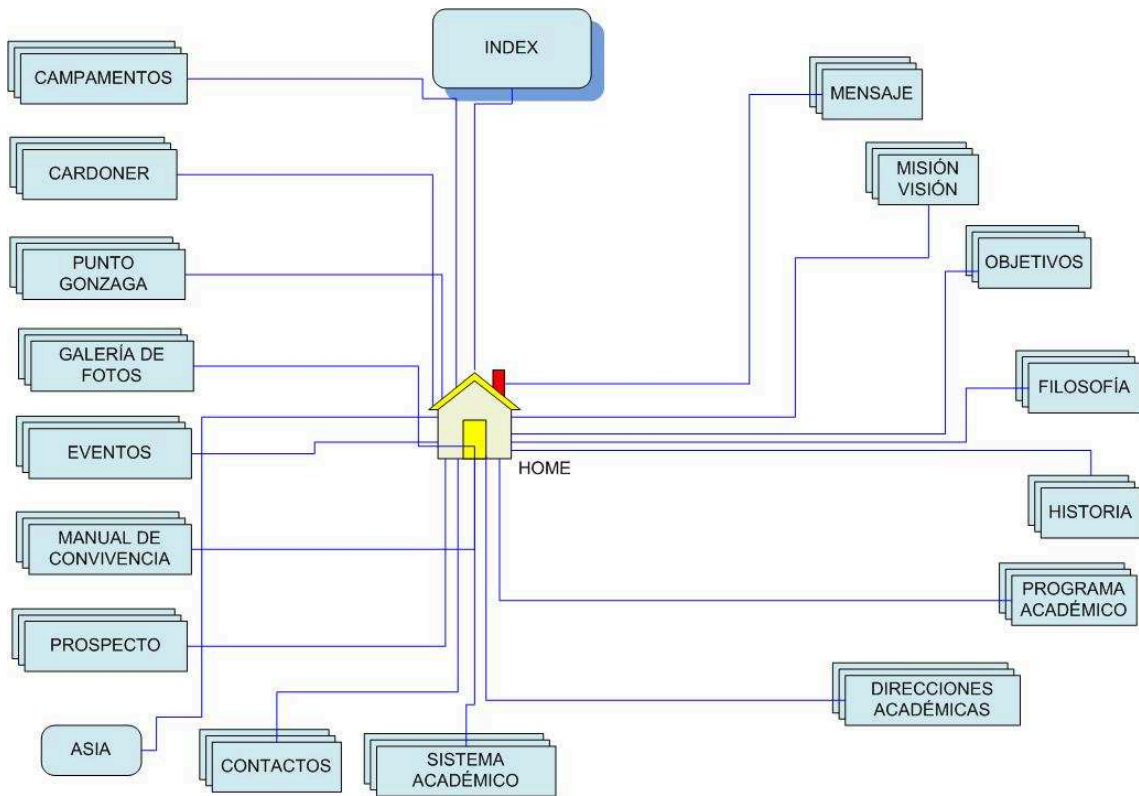 INDEX
CAMPAMENTOS
MENSAJE
CARDONER
MISIÓN
VISIÓN
PUNTO
GONZAGA
OBJETIVOS
GALERÍA DE
FOTOS
FILOSOFÍA
EVENTOS
HOME
HISTORIA
MANUAL DE
CONVIVENCIA
PROGRAMA
ACADÉMICO
PROSPECTO
DIRECCIONES
ACADÉMICAS
ASIA
CONTACTOS
SISTEMA
ACADÉMICO